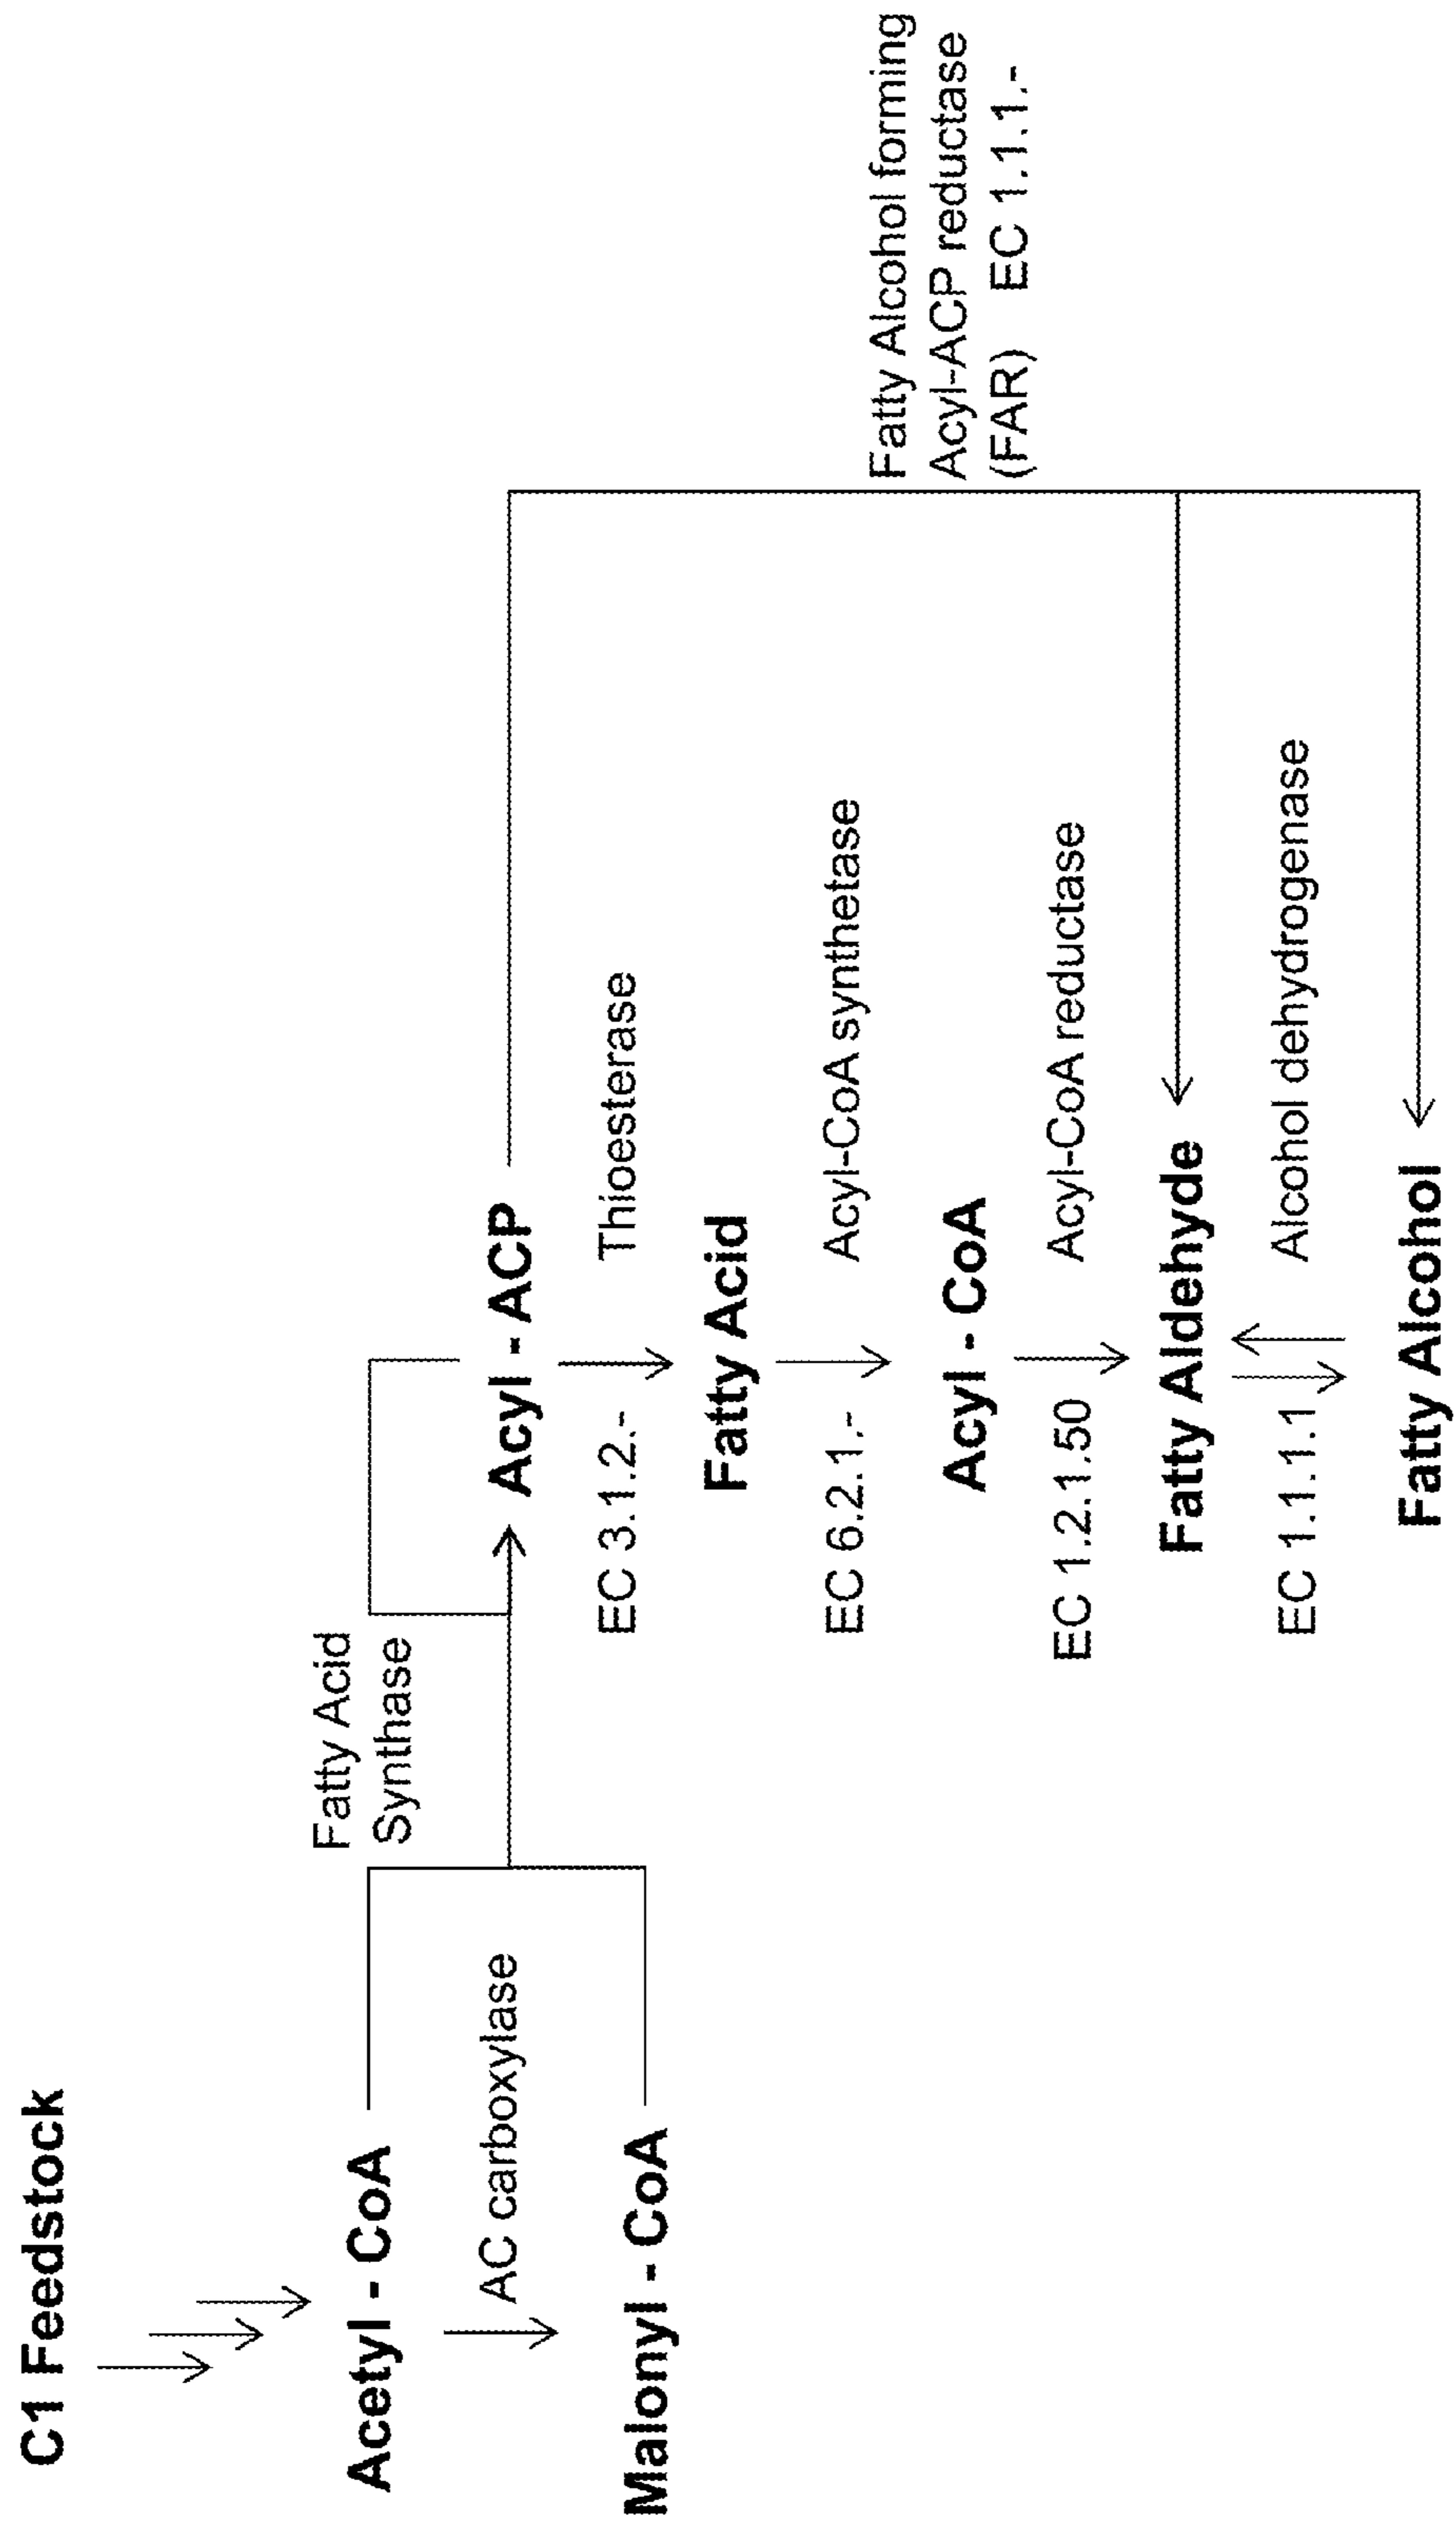 C1 Feedstock
Acetyl - CoA
AC carboxylase
Malonyl - CoA
Fatty Acid
Synthase
Acyl - ACP
EC 3.1.2.-
Thioesterase
Fatty Acid
EC 6.2.1.-
Acyl-CoA synthetase
Acyl - CoA
EC 1.2.1.50
Acyl-CoA reductase
Fatty Aldehyde
EC 1.1.1.1
Alcohol dehydrogenase
Fatty Alcohol
Fatty Alcohol forming
Acyl-ACP reductase
(FAR) EC 1.1.1.-